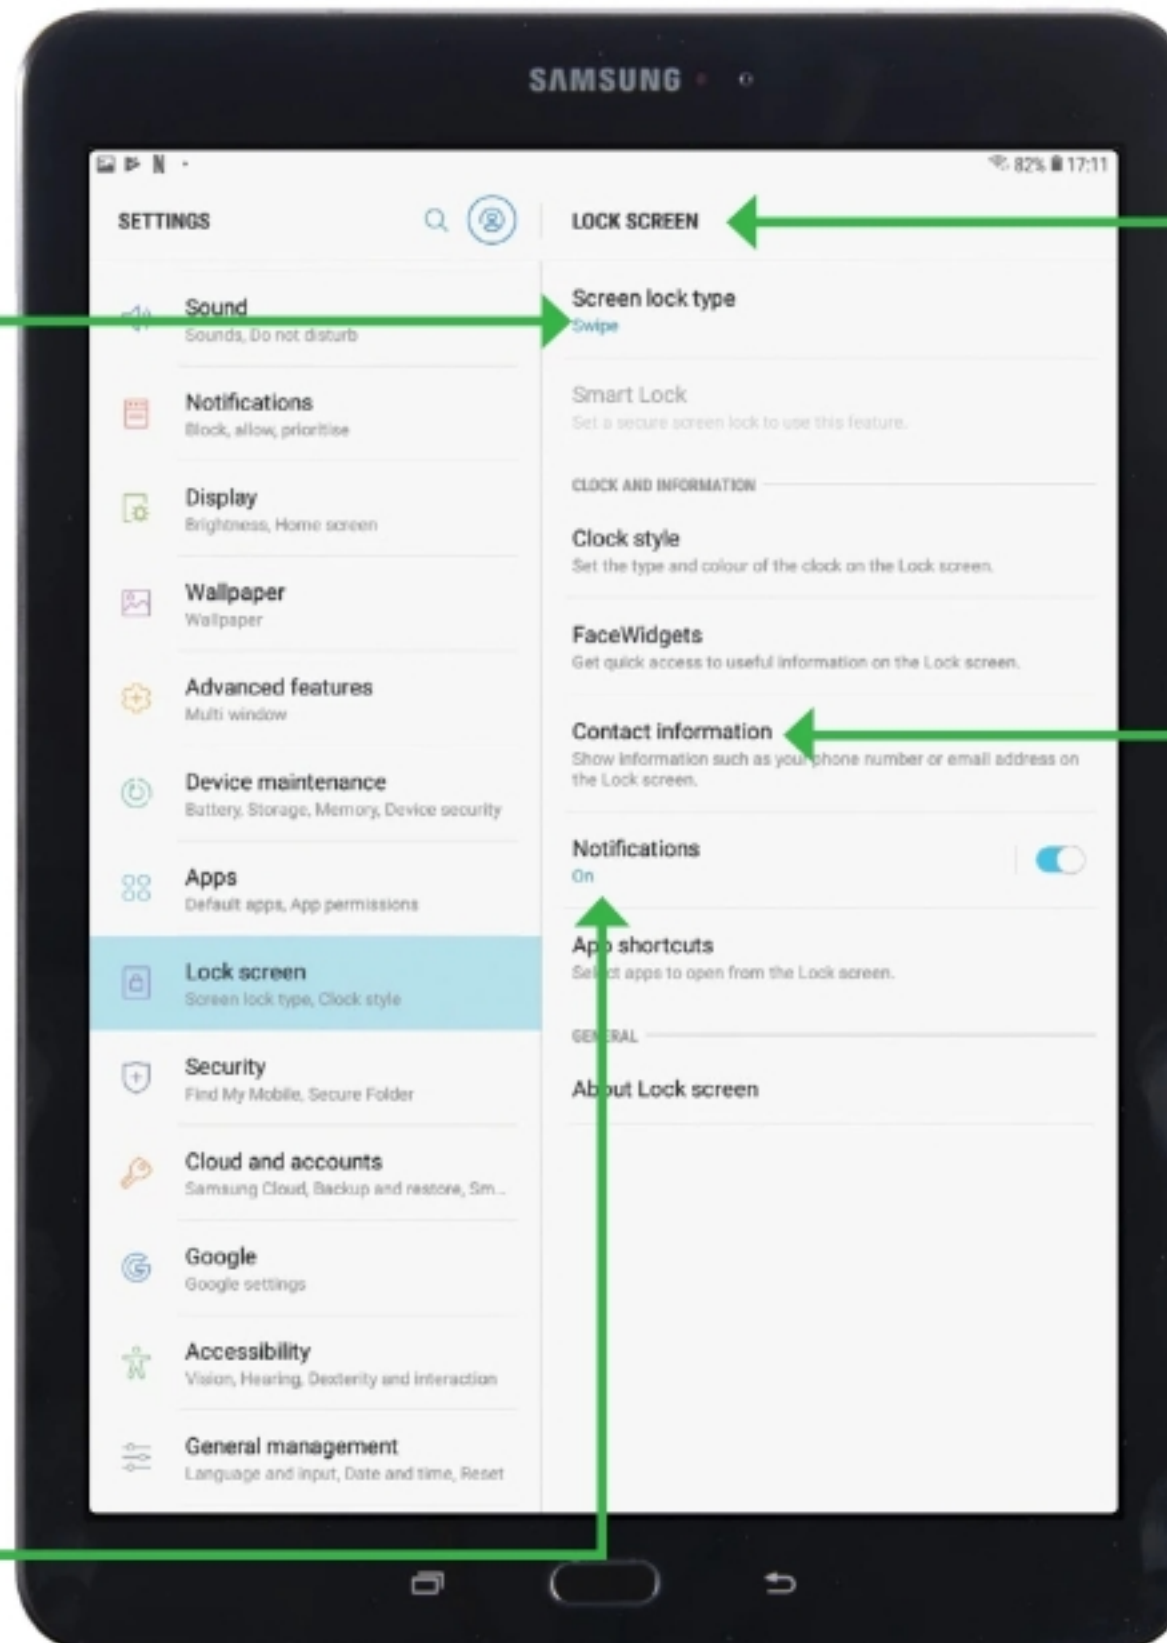 SAMSUNG
82% 17:11
SETTINGS
Sound
Sounds, Do not disturb
Notifications
Block, allow, prioritise
Display
Brightness, Home screen
Wallpaper
Wallpaper
Advanced features
Multi window
Device maintenance
Battery, Storage, Memory, Device security
Apps
Default apps, App permissions
Lock screen
Screen lock type, Clock style
Security
Find My Mobile, Secure Folder
Cloud and accounts
Samsung Cloud, Backup and restore, Sm...
Google
Google settings
Accessibility
Vision, Hearing, Dexterity and interaction
General management
Language and input, Date and time, Reset
LOCK SCREEN
Screen lock type
Swipe
Smart Lock
Set a secure screen lock to use this feature.
CLOCK AND INFORMATION
Clock style
Set the type and colour of the clock on the Lock screen.
FaceWidgets
Get quick access to useful information on the Lock screen.
Contact information
Show information such as your phone number or email address on
the Lock screen.
Notifications
On
App shortcuts
Select apps to open from the Lock screen.
GENERAL
About Lock screen